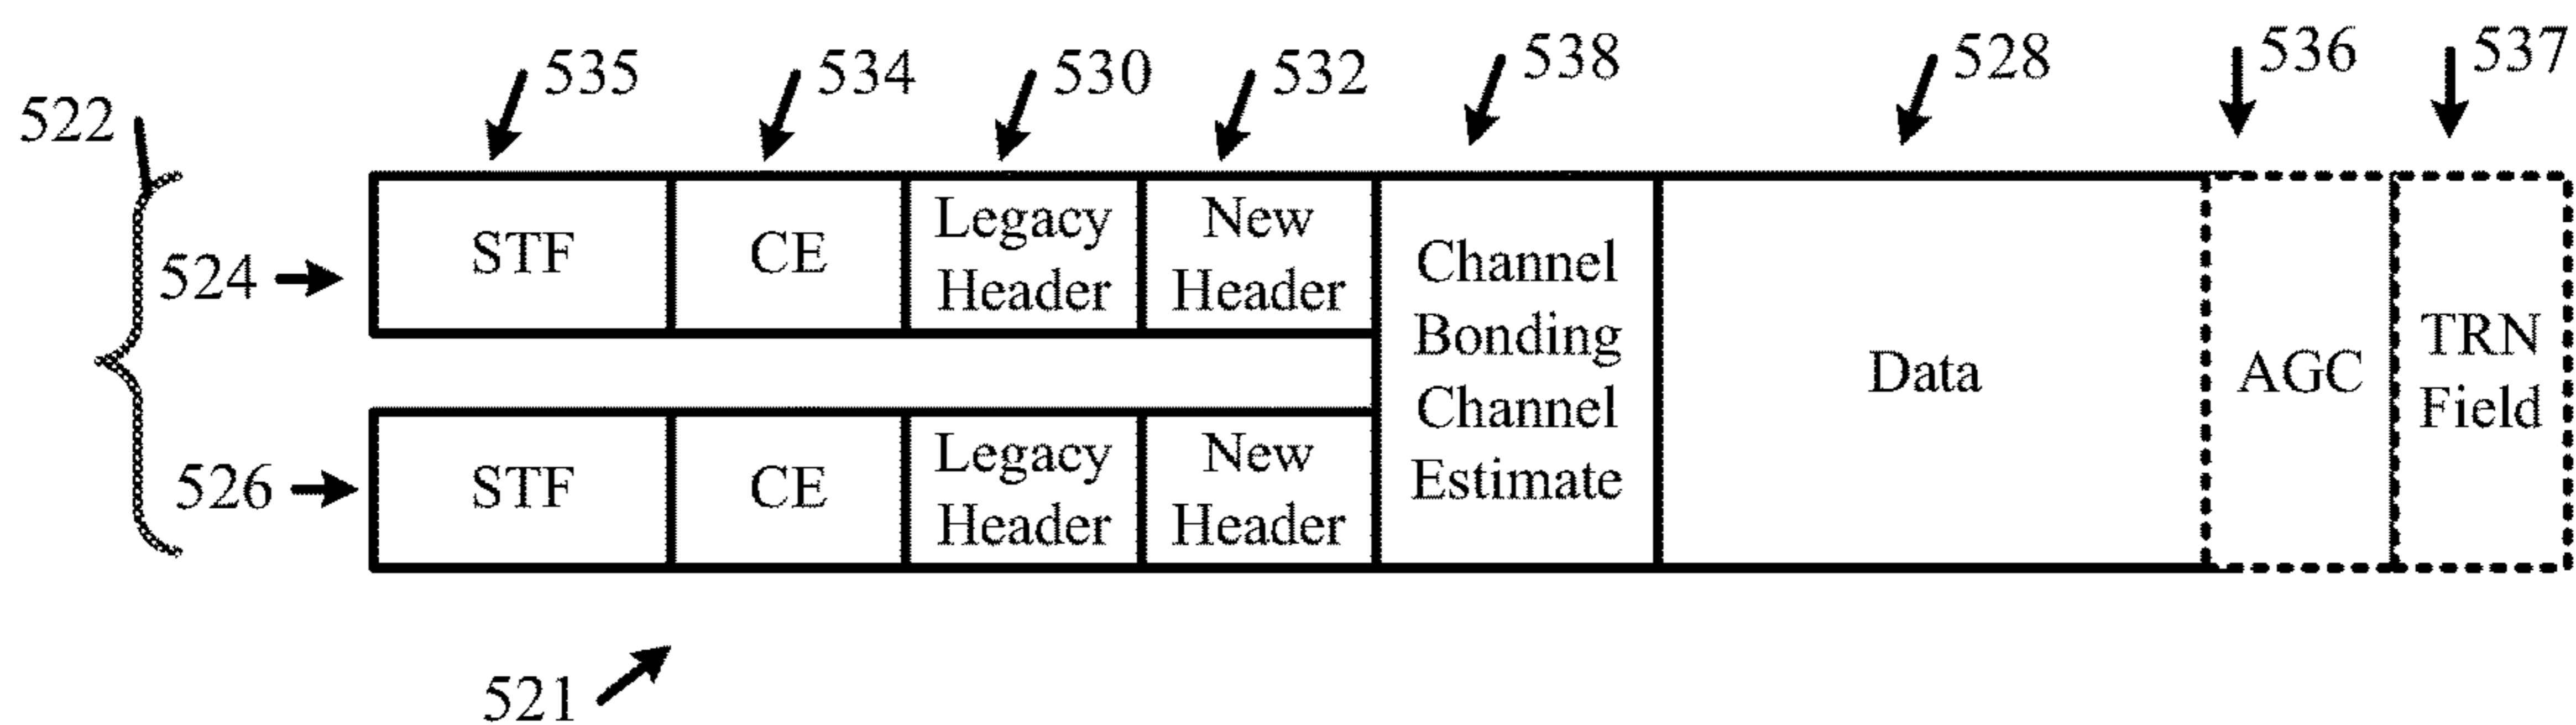 535 534 530 532 538 528 536 537
522
524
STF
CE
Legacy
Header
New
Header
Channel
Bonding
Channel
Estimate
Data
AGC
TRN
Field
526
STF
CE
Legacy
Header
New
Header
521